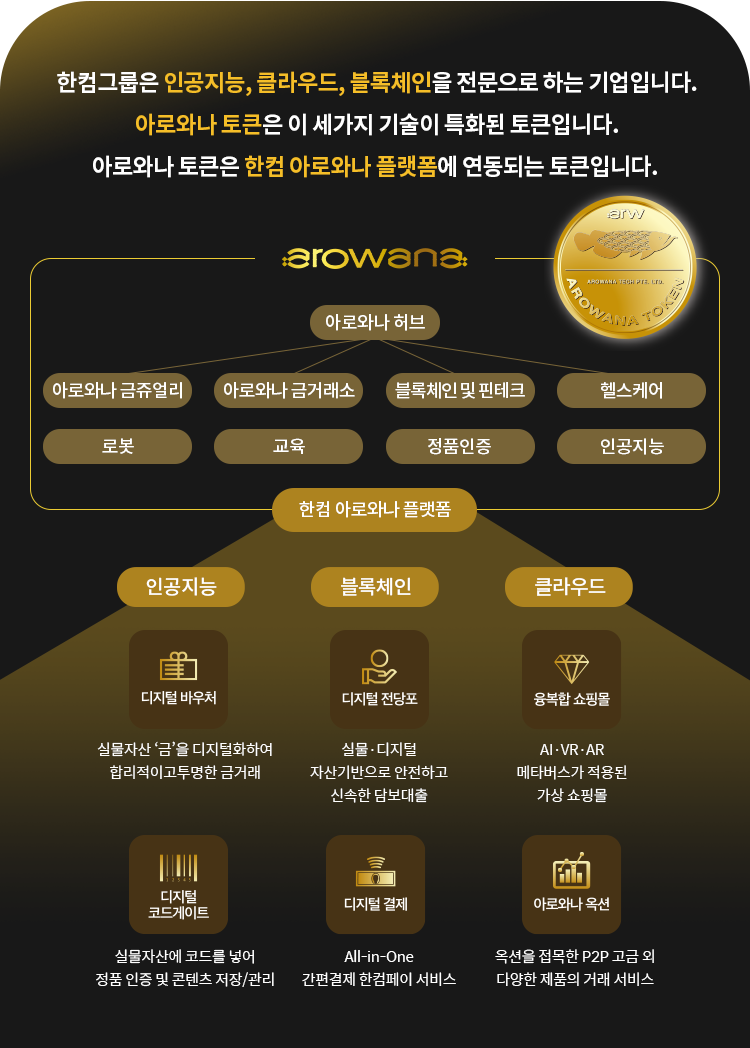 한컴그룹은 인공지능, 클라우드, 블록체인을 전문으로 하는 기업입니다.
아로와나 토큰은 이 세가지 기술이 특화된 토큰입니다.
아로와나 토큰은 한컴 아로와나 플랫폼에 연동되는 토큰입니다.
arw
AROWANA TECH PTE. LTD.
AROWANA TOKEN
arowana
아로와나 허브
아로와나 금쥬얼리
아로와나 금거래소
블록체인 및 핀테크
헬스케어
로봇
교육
정품인증
인공지능
한컴 아로와나 플랫폼
인공지능
블록체인
클라우드
디지털 바우처
디지털 전당포
융복합 쇼핑몰
실물자산 ‘금’을 디지털화하여
합리적이고투명한 금거래
실물·디지털
자산기반으로 안전하고
신속한 담보대출
AI·VR·AR
메타버스가 적용된
가상 쇼핑몰
12345
디지털
코드게이트
디지털 결제
아로와나 옥션
실물자산에 코드를 넣어
정품 인증 및 콘텐츠 저장/관리
All-in-One
간편결제 한컴페이 서비스
옥션을 접목한 P2P 고금 외
다양한 제품의 거래 서비스